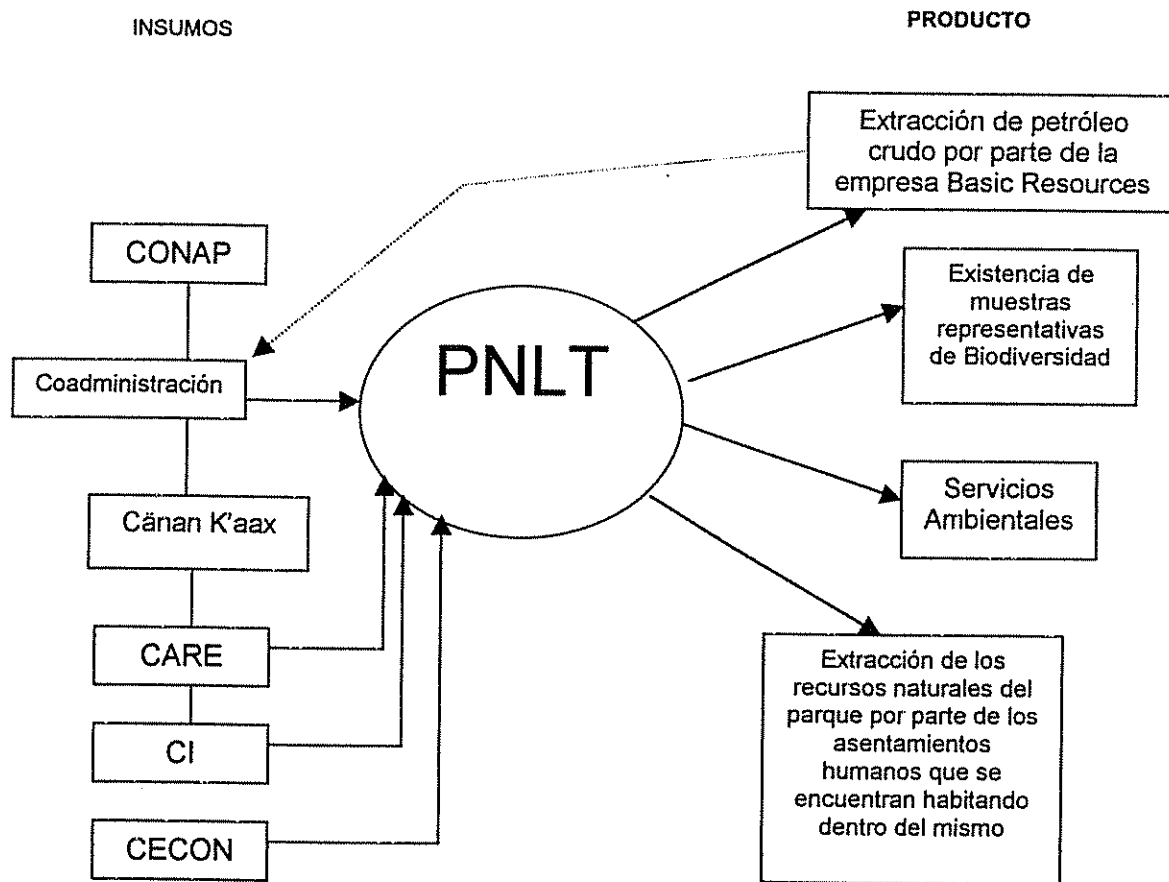 INSUMOS
PRODUCTO
CONAP
Coadministración
Cänan K'aax
CARE
CI
CECON
PNLT
Extracción de petróleo
crudo por parte de la
empresa Basic Resources
Existencia de
muestras
representativas
de Biodiversidad
Servicios
Ambientales
Extracción de los
recursos naturales del
parque por parte de los
asentamientos
humanos que se
encuentran habitando
dentro del mismo